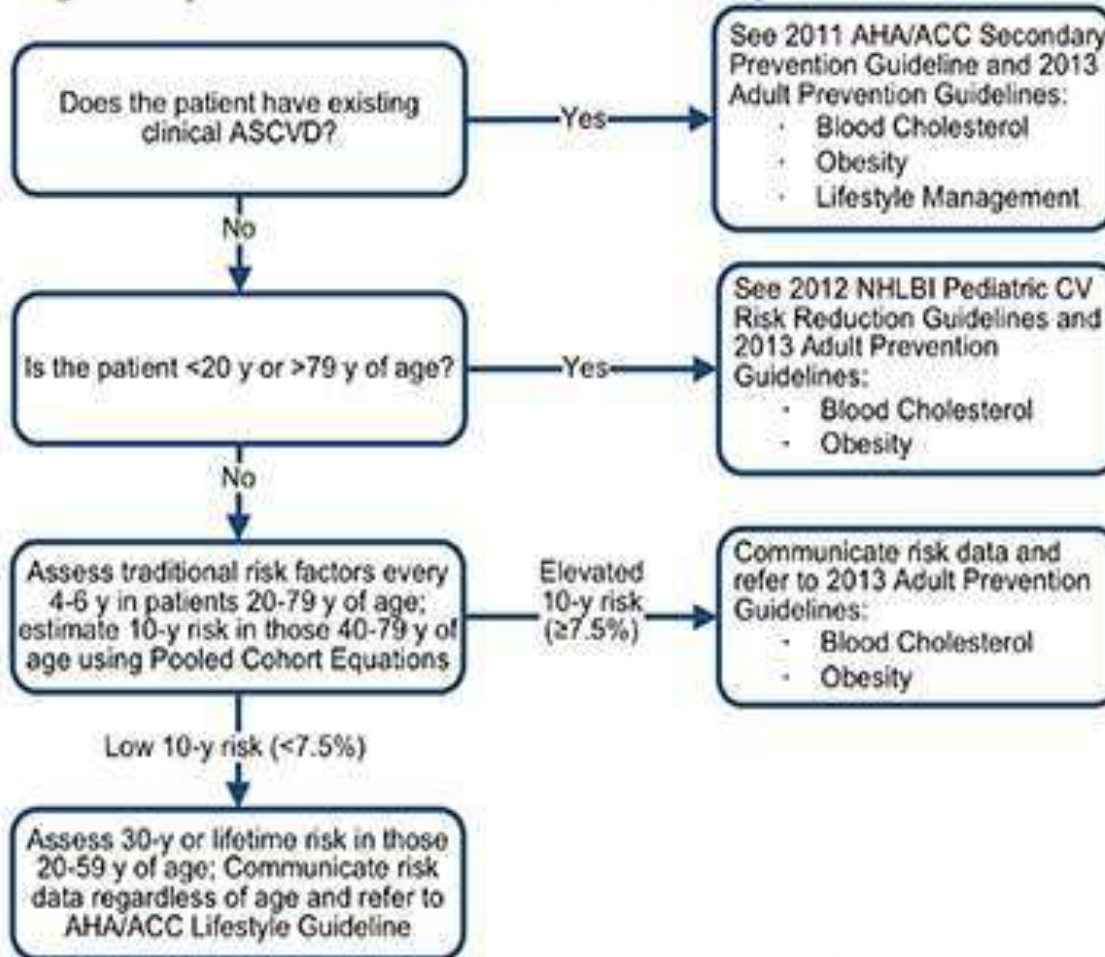 Does the patient have existing
clinical ASCVD?
Yes
See 2011 AHA/ACC Secondary
Prevention Guideline and 2013
Adult Prevention Guidelines:
· Blood Cholesterol
· Obesity
· Lifestyle Management
No
Is the patient <20 y or >79 y of age?
Yes
See 2012 NHLBI Pediatric CV
Risk Reduction Guidelines and
2013 Adult Prevention
Guidelines:
· Blood Cholesterol
· Obesity
No
Assess traditional risk factors every
4-6 y in patients 20-79 y of age;
estimate 10-y risk in those 40-79 y of
age using Pooled Cohort Equations
Elevated
10-y risk
(≥7.5%)
Communicate risk data and
refer to 2013 Adult Prevention
Guidelines:
· Blood Cholesterol
· Obesity
Low 10-y risk (<7.5%)
Assess 30-y or lifetime risk in those
20-59 y of age; Communicate risk
data regardless of age and refer to
AHA/ACC Lifestyle Guideline